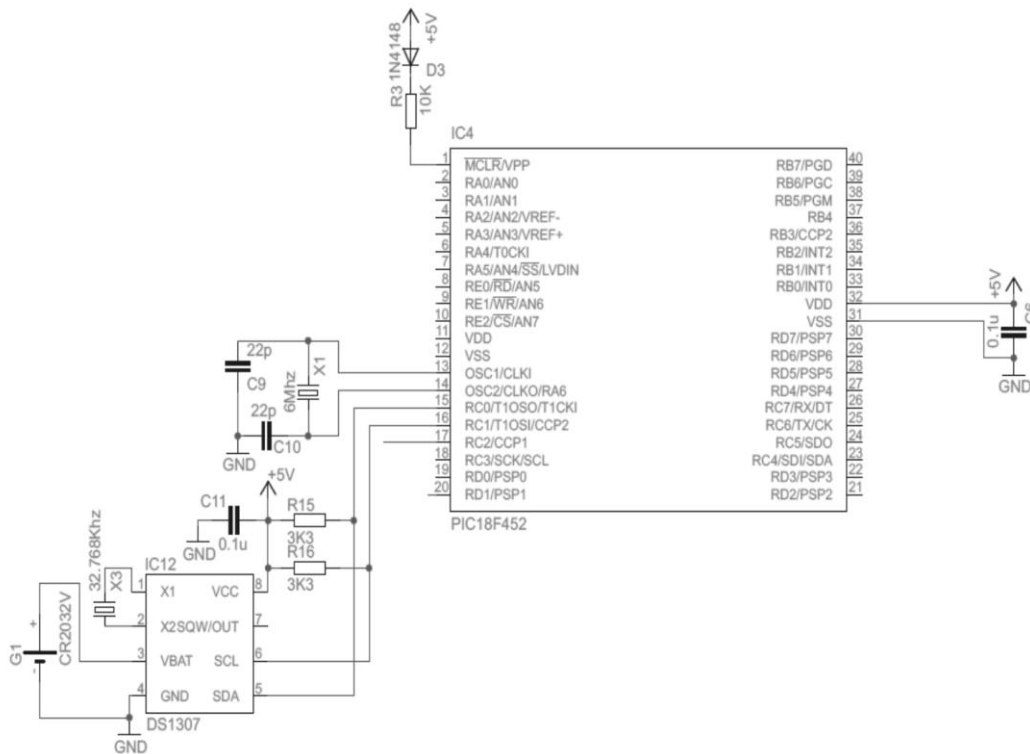 +5V
1N4148
D3
R3
10K
IC4
1 MCLR/VPP
2 RA0/AN0
3 RA1/AN1
4 RA2/AN2/VREF-
5 RA3/AN3/VREF+
6 RA4/T0CKI
7 RA5/AN4/SS/LVDIN
8 RE0/RD/AN5
9 RE1/WR/AN6
10 RE2/CS/AN7
11 VDD
12 VSS
13 OSC1/CLKI
14 OSC2/CLKO/RA6
15 RC0/T1OSO/T1CKI
16 RC1/T1OSI/CCP2
17 RC2/CCP1
18 RC3/SCK/SCL
19 RD0/PSP0
20 RD1/PSP1
RB7/PGD 40
RB6/PGC 39
RB5/PGM 38
RB4 37
RB3/CCP2 36
RB2/INT2 35
RB1/INT1 34
RB0/INT0 33
VDD 32
VSS 31
RD7/PSP7 30
RD6/PSP6 29
RD5/PSP5 28
RD4/PSP4 27
RC7/RX/DT 26
RC6/TX/CK 25
RC5/SDO 24
RC4/SDI/SDA 23
RD3/PSP3 22
RD2/PSP2 21
PIC18F452
+5V
0.1u
C6
GND
22p
C9
X1
6Mhz
22p
C10
GND
+5V
C11
0.1u
GND
R15
3K3
R16
3K3
IC12
32.768Khz
X3
1 X1
2 X2SQW/OUT 7
3 VBAT
4 GND
VCC 8
SCL 6
SDA 5
DS1307
G1
+
-
CR2032V
GND